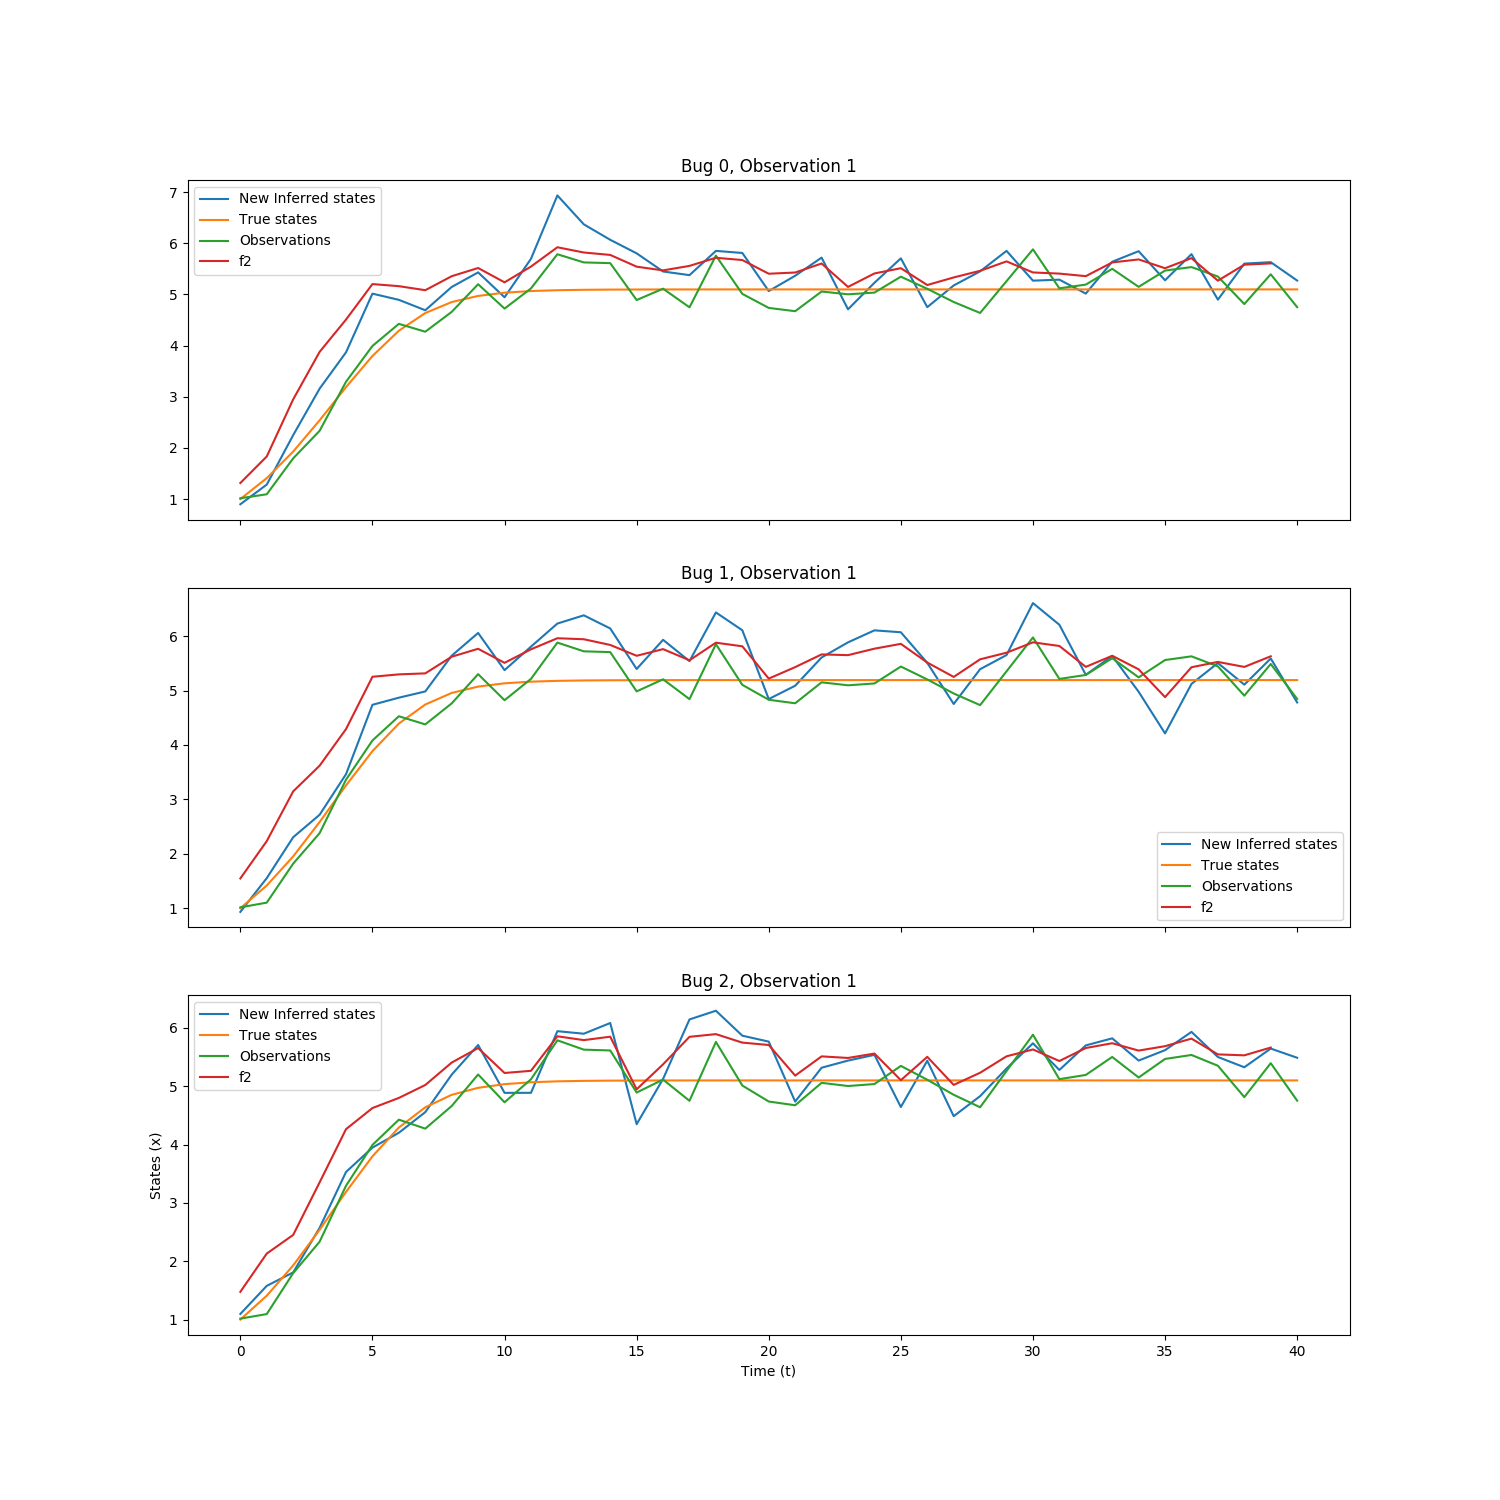 Bug 0, Observation 1
7
6
5
4
3
2
1
New Inferred states
True states
Observations
f2
Bug 1, Observation 1
6
5
4
3
2
1
New Inferred states
True states
Observations
f2
Bug 2, Observation 1
6
5
4
3
2
1
New Inferred states
True states
Observations
f2
States (x)
0 5 10 15 20 25 30 35 40
Time (t)